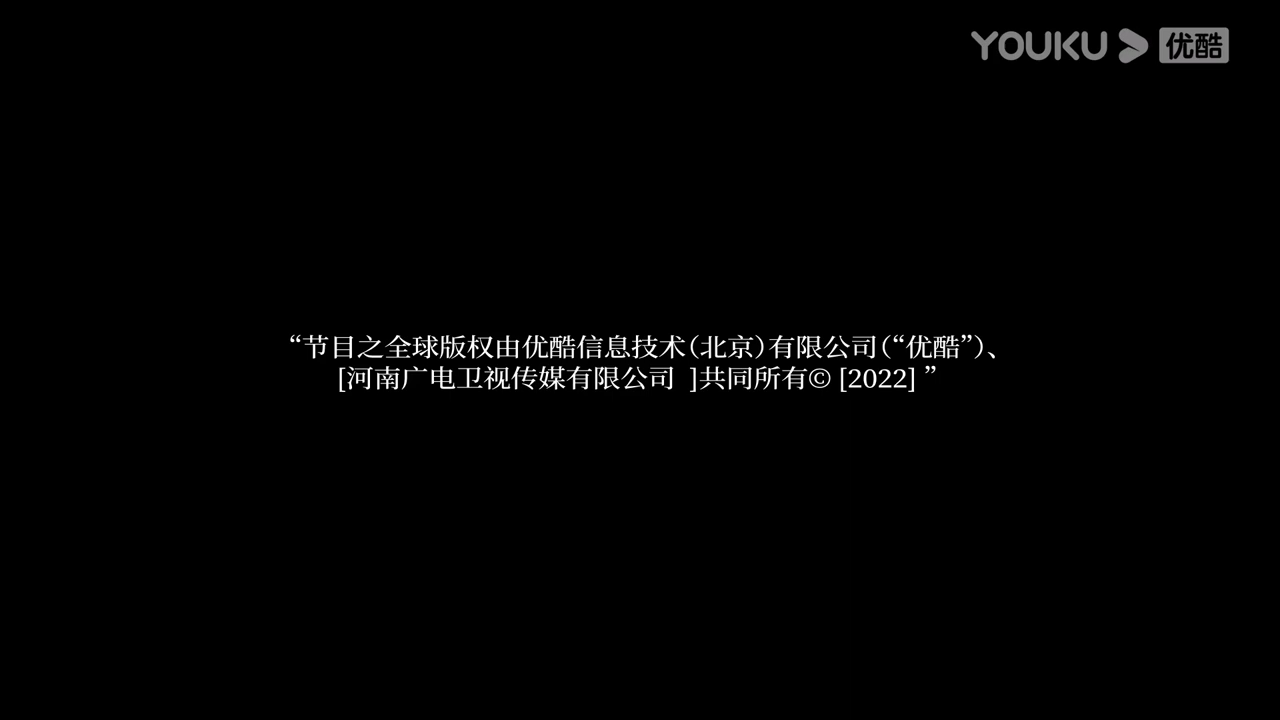 YOUKU 优酷
“节目之全球版权由优酷信息技术(北京)有限公司(“优酷”)、
[河南广电卫视传媒有限公司 ]共同所有© [2022] ”